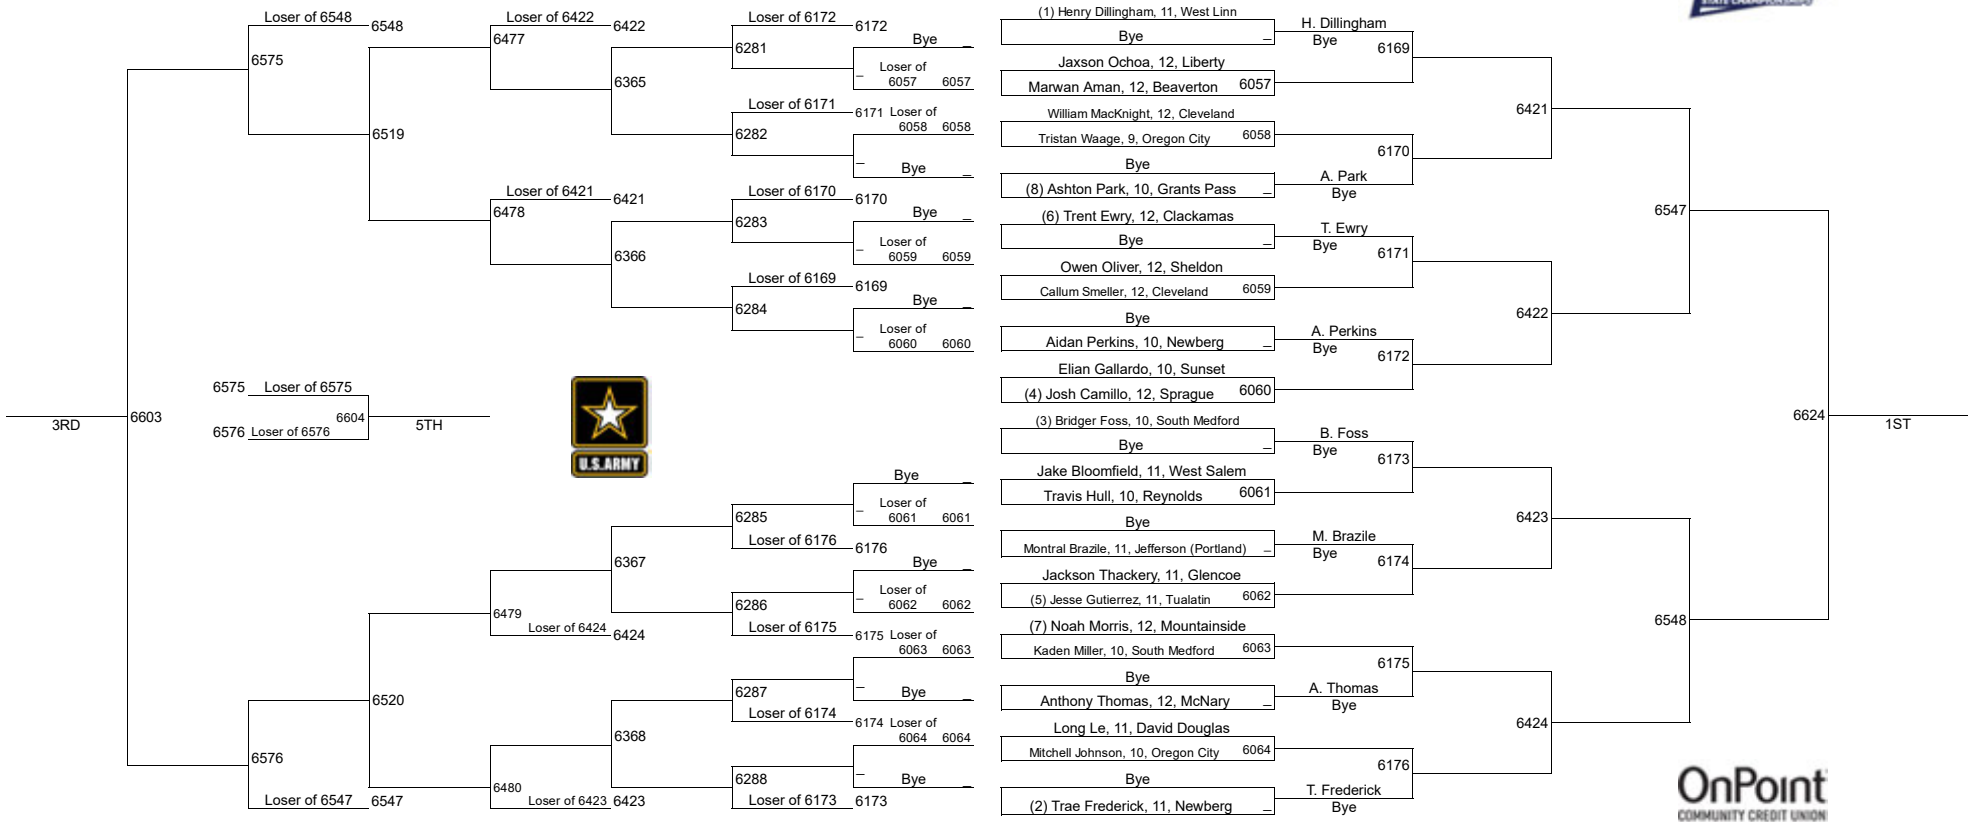 STATE CHAMPIONSHIPS
Loser of 6548
6548
6575
Loser of 6422
6422
6477
6519
Loser of 6421
6421
6478
Loser of 6172
6172
6281
6365
Loser of 6171
6171
6282
Loser of 6170
6170
6283
6366
Loser of 6169
6169
6284
Bye _
_ Loser of
6057 6057
Loser of
6058 6058
_
Bye _
Bye _
_ Loser of
6059 6059
Bye _
_ Loser of
6060 6060
3RD
6603
6575 Loser of 6575
6604
6576 Loser of 6576
5TH
U.S.ARMY
Bye _
_ Loser of
6061 6061
6285
Loser of 6176
6176
6367
Bye _
_ Loser of
6062 6062
6286
Loser of 6175
6175
6479
Loser of 6424
6424
Loser of
6063 6063
_
Bye _
6287
Loser of 6174
6174
6368
Loser of
6064 6064
_
Bye _
6288
Loser of 6173
6173
6520
6480
Loser of 6423
6423
6576
Loser of 6547
6547
(1) Henry Dillingham, 11, West Linn
Bye _
H. Dillingham
Bye
6169
Jaxson Ochoa, 12, Liberty
Marwan Aman, 12, Beaverton 6057
6421
William MacKnight, 12, Cleveland
Tristan Waage, 9, Oregon City 6058
6170
Bye
(8) Ashton Park, 10, Grants Pass _
A. Park
Bye
6547
(6) Trent Ewry, 12, Clackamas
Bye _
T. Ewry
Bye
6171
Owen Oliver, 12, Sheldon
Callum Smeller, 12, Cleveland 6059
6422
Bye
Aidan Perkins, 10, Newberg _
A. Perkins
Bye
6172
Elian Gallardo, 10, Sunset
(4) Josh Camillo, 12, Sprague 6060
6624
1ST
(3) Bridger Foss, 10, South Medford
Bye _
B. Foss
Bye
6173
Jake Bloomfield, 11, West Salem
Travis Hull, 10, Reynolds 6061
6423
Bye
Montral Brazile, 11, Jefferson (Portland) _
M. Brazile
Bye
6174
Jackson Thackery, 11, Glencoe
(5) Jesse Gutierrez, 11, Tualatin 6062
6548
(7) Noah Morris, 12, Mountainside
Kaden Miller, 10, South Medford 6063
6175
Bye
Anthony Thomas, 12, McNary _
A. Thomas
Bye
6424
Long Le, 11, David Douglas
Mitchell Johnson, 10, Oregon City 6064
6176
Bye
(2) Trae Frederick, 11, Newberg _
T. Frederick
Bye
OnPoint
COMMUNITY CREDIT UNION